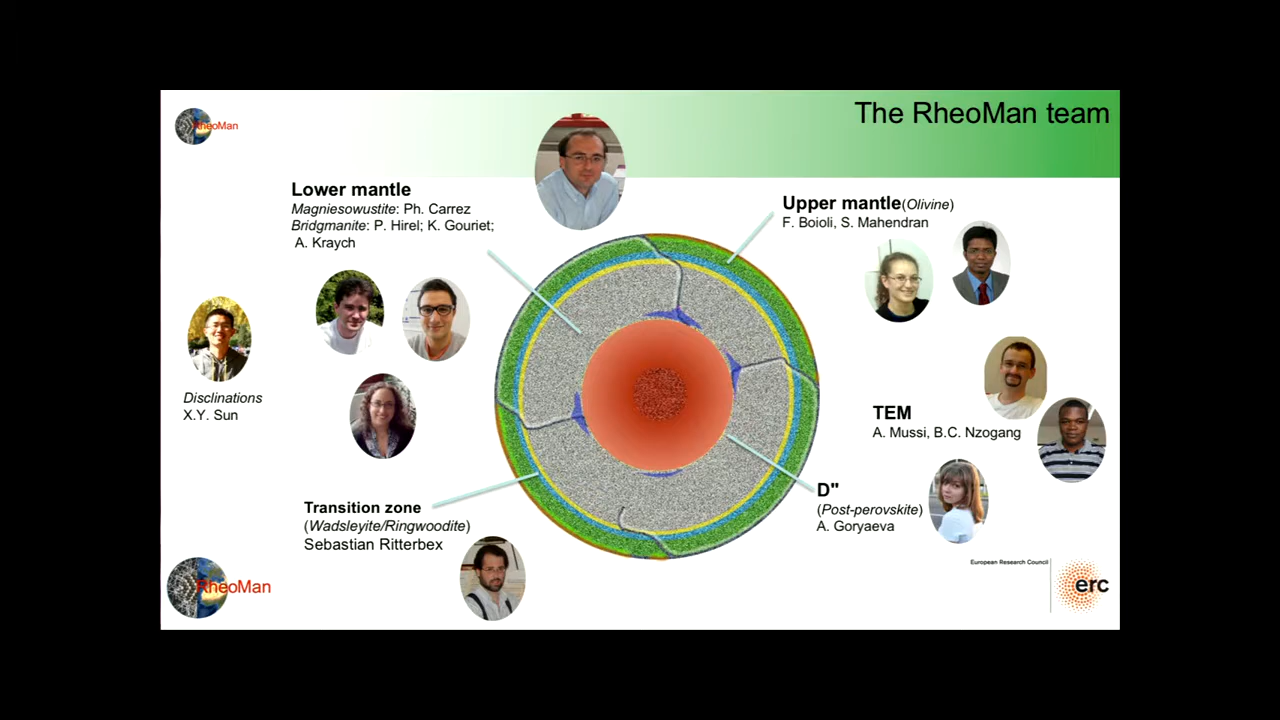 The RheoMan team
RheoMan
Lower mantle
Magniesowustite: Ph. Carrez
Bridgmanite: P. Hirel; K. Gouriet;
A. Kraych
Upper mantle(Olivine)
F. Boioli, S. Mahendran
Disclinations
X.Y. Sun
TEM
A. Mussi, B.C. Nzogang
D"
(Post-perovskite)
A. Goryaeva
Transition zone
(Wadsleyite/Ringwoodite)
Sebastian Ritterbex
RheoMan
European Research Council
erc